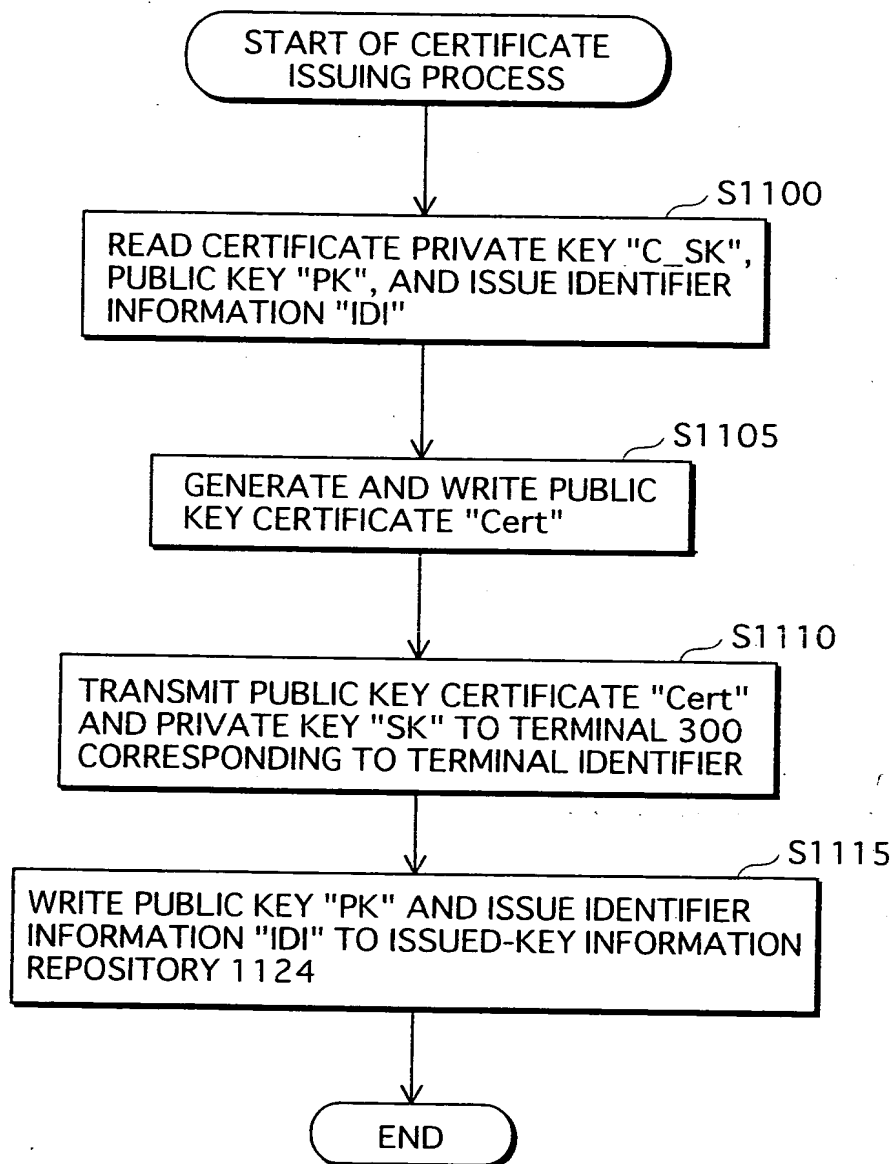 START OF CERTIFICATE
ISSUING PROCESS
S1100
READ CERTIFICATE PRIVATE KEY "C_SK",
PUBLIC KEY "PK", AND ISSUE IDENTIFIER
INFORMATION "IDI"
S1105
GENERATE AND WRITE PUBLIC
KEY CERTIFICATE "Cert"
S1110
TRANSMIT PUBLIC KEY CERTIFICATE "Cert"
AND PRIVATE KEY "SK" TO TERMINAL 300
CORRESPONDING TO TERMINAL IDENTIFIER
S1115
WRITE PUBLIC KEY "PK" AND ISSUE IDENTIFIER
INFORMATION "IDI" TO ISSUED-KEY INFORMATION
REPOSITORY 1124
END